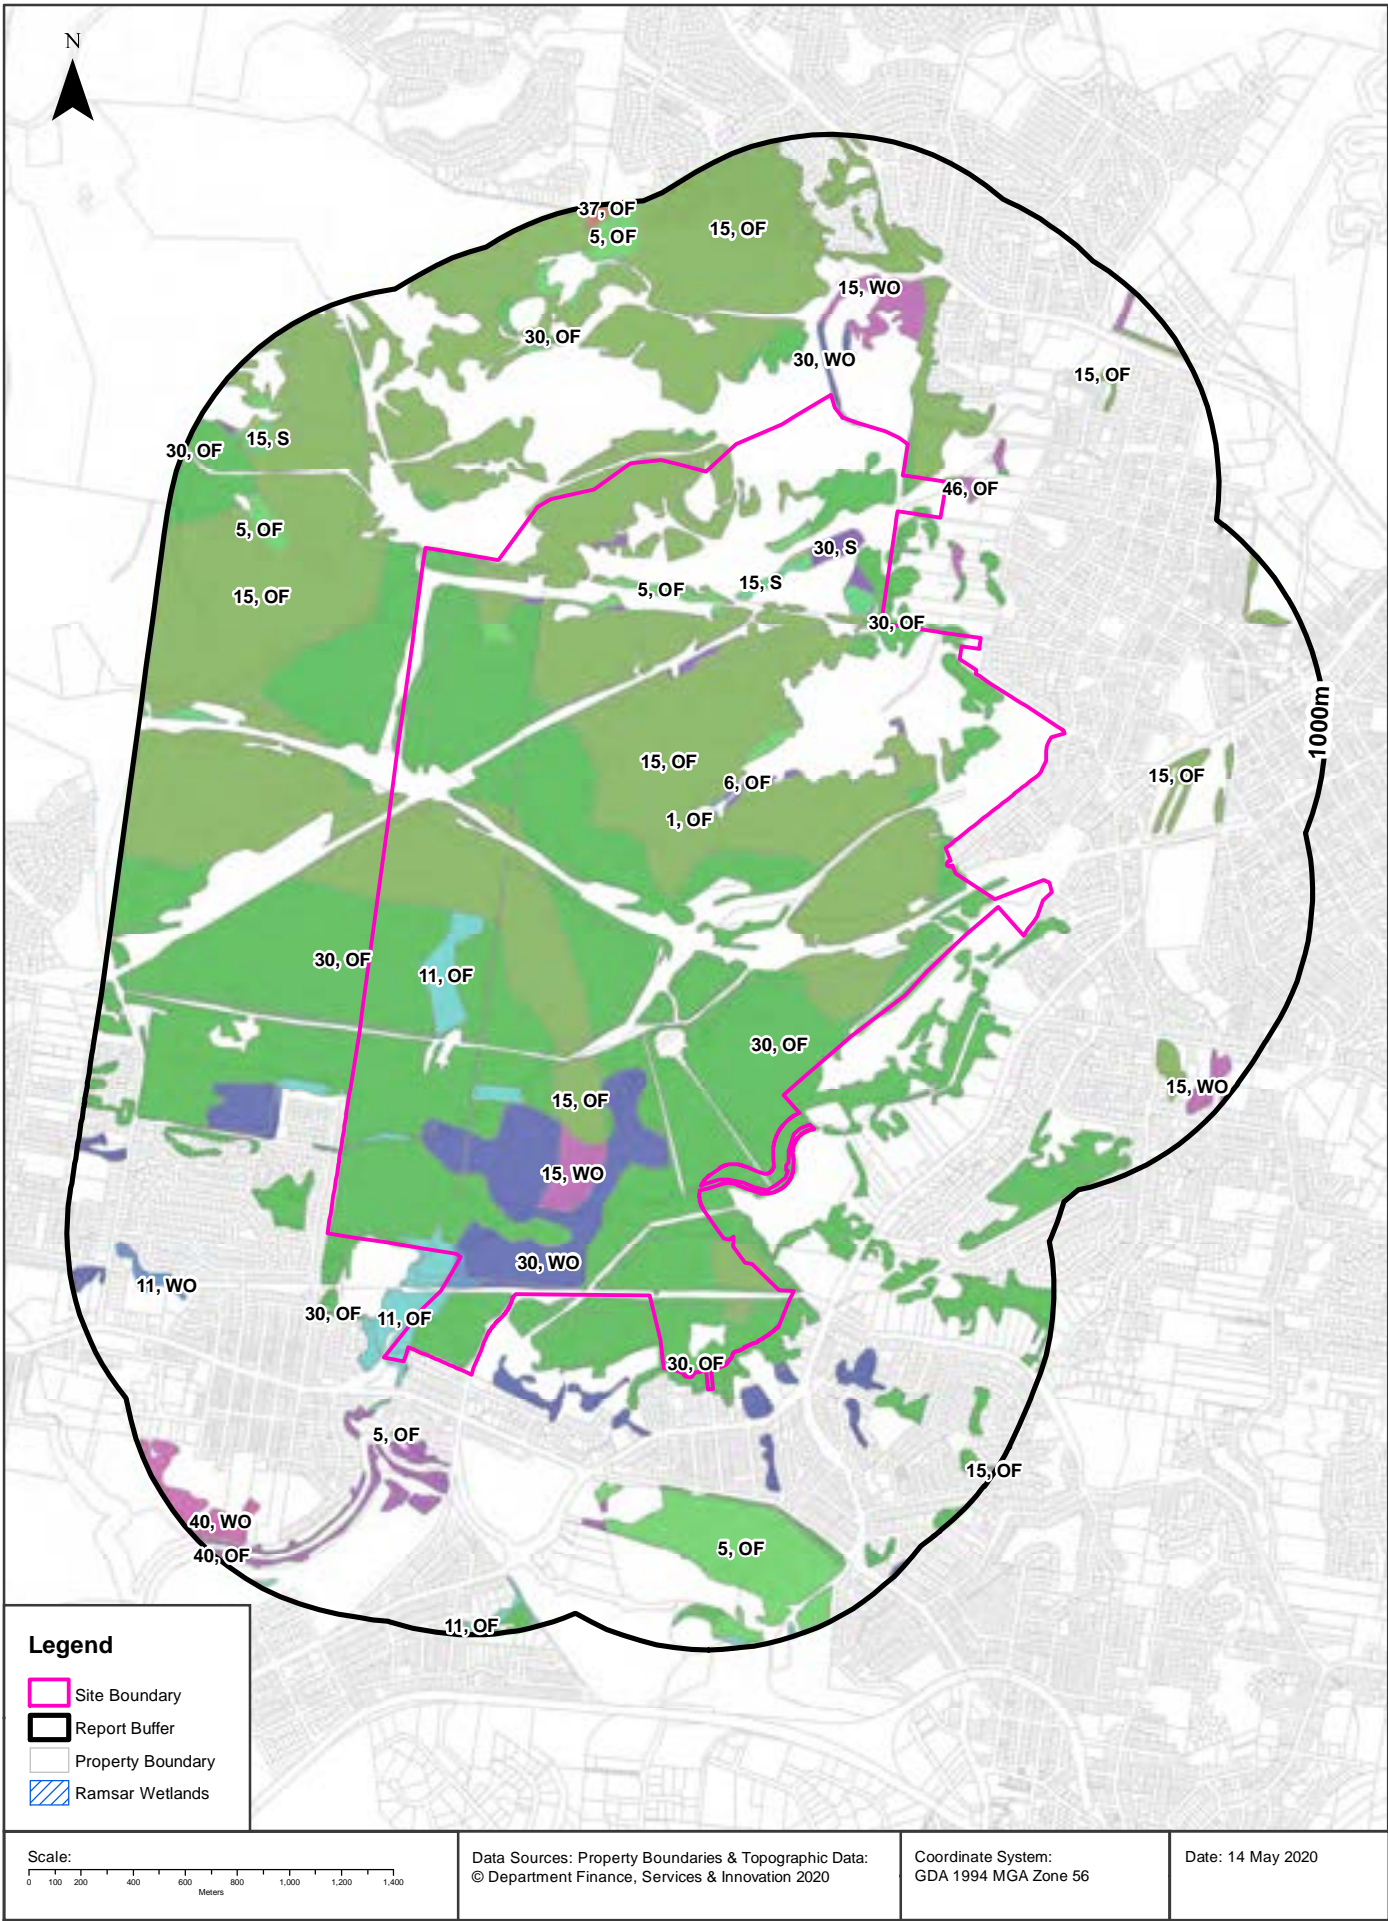 N
37, OF
5, OF
15, OF
15, WO
30, OF
30, WO
15, OF
15, S
30, OF
46, OF
5, OF
30, S
15, S
5, OF
15, OF
30, OF
1000m
15, OF
15, OF
6, OF
1, OF
30, OF
11, OF
30, OF
15, WO
15, OF
15, WO
30, WO
11, WO
30, OF
11, OF
30, OF
5, OF
15, OF
40, WO
5, OF
40, OF
11, OF
Legend
Site Boundary
Report Buffer
Property Boundary
Ramsar Wetlands
Scale:
0 100 200 400 600 800 1,000 1,200 1,400
Meters
Data Sources: Property Boundaries & Topographic Data:
© Department Finance, Services & Innovation 2020
Coordinate System:
GDA 1994 MGA Zone 56
Date: 14 May 2020